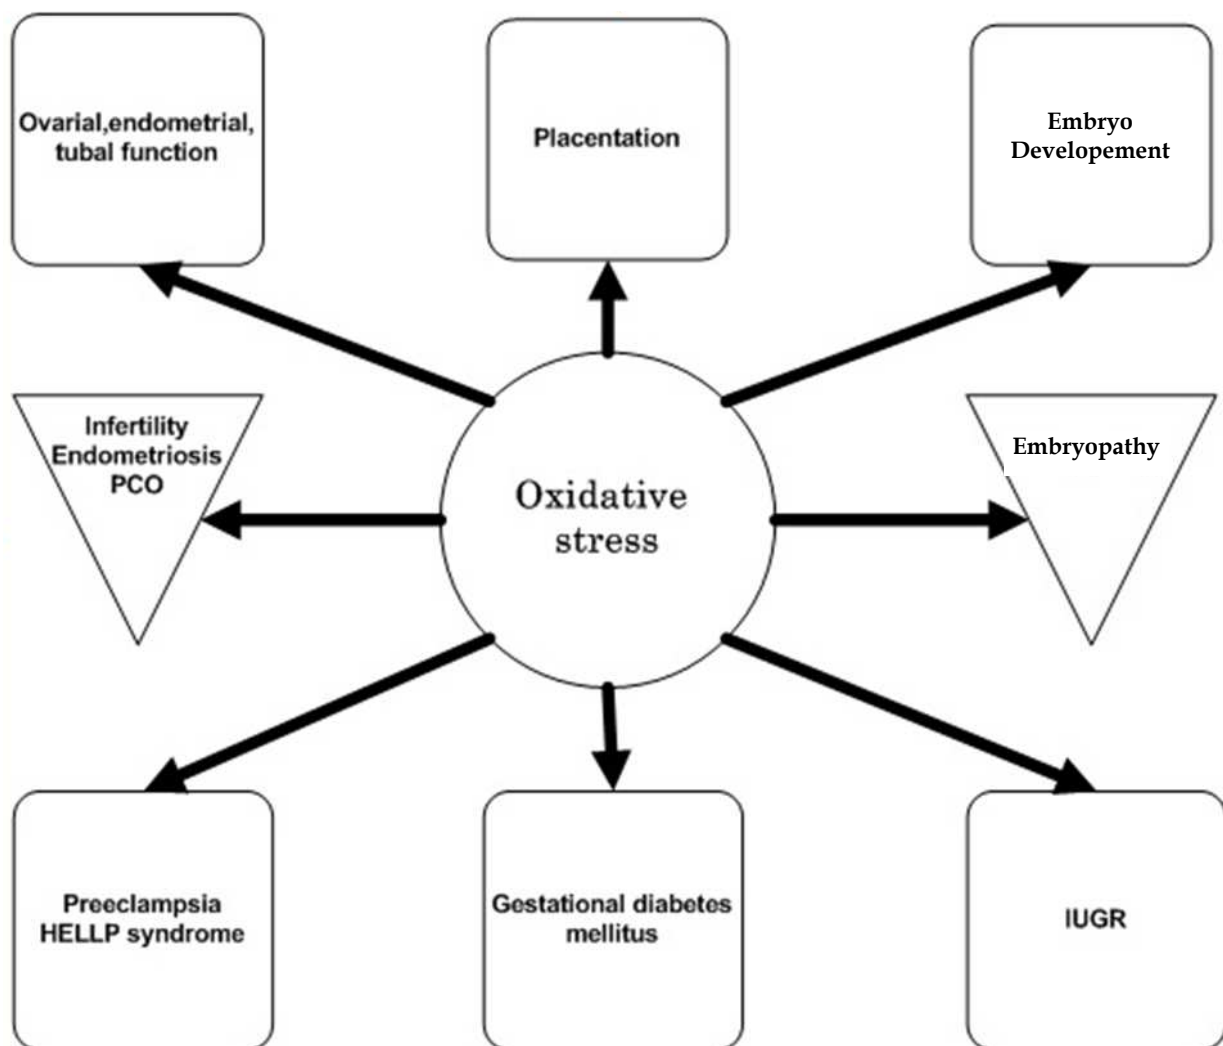 Ovarial,endometrial,
tubal function
Placentation
Embryo
Developement
Infertility
Endometriosis
PCO
Oxidative
stress
Embryopathy
Preeclampsia
HELLP syndrome
Gestational diabetes
mellitus
IUGR